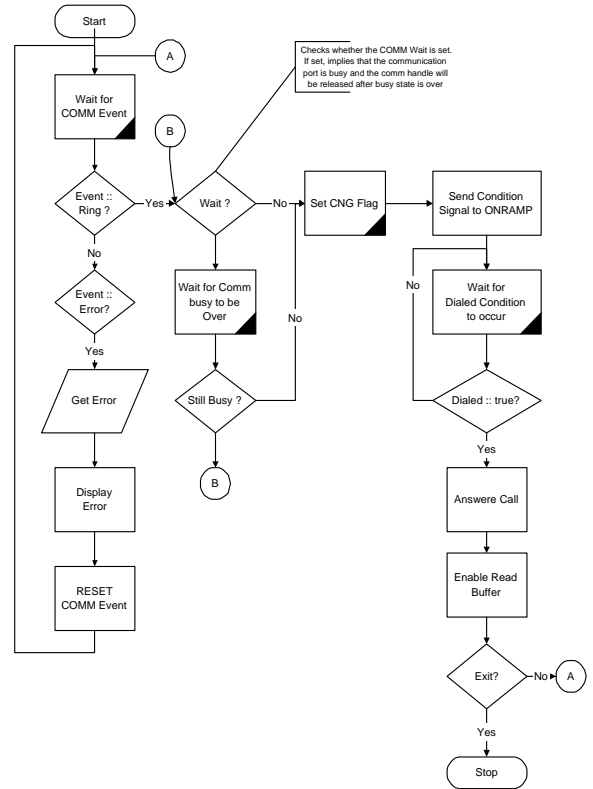 Start
A
Wait for
COMM Event
Checks whether the COMM Wait is set.
If set, implies that the communication
port is busy and the comm handle will
be released after busy state is over
B
Event ::
Ring ?
Yes
Wait ?
No
Set CNG Flag
Send Condition
Signal to ONRAMP
No
Event ::
Error?
Yes
Wait for Comm
busy to be
Over
No
No
Wait for
Dialed Condition
to occur
Get Error
Still Busy ?
Dialed :: true?
Yes
B
Display
Error
Answere Call
RESET
COMM Event
Enable Read
Buffer
Exit?
No
A
Yes
Stop